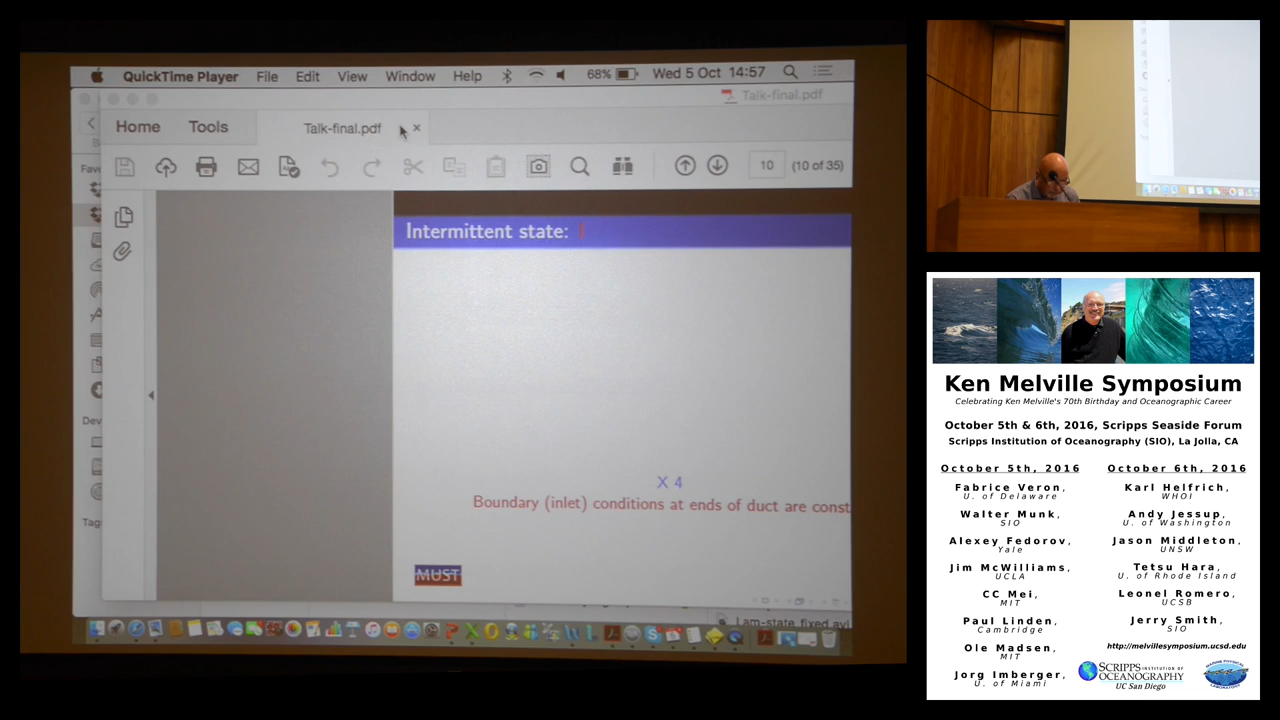 QuickTime Player File Edit View Window Help 68% Wed 5 Oct 14:57
Talk-final.pdf
Home Tools Talk-final.pdf ×
10 (10 of 35)
Intermittent state:
X 4
Boundary (inlet) conditions at ends of duct are const
MUST
Lam-state_fixed.avi
Ken Melville Symposium
Celebrating Ken Melville's 70th Birthday and Oceanographic Career
October 5th & 6th, 2016, Scripps Seaside Forum
Scripps Institution of Oceanography (SIO), La Jolla, CA
October 5th, 2016
Fabrice Veron,
U. of Delaware
Walter Munk,
SIO
Alexey Fedorov,
Yale
Jim McWilliams,
UCLA
CC Mei,
MIT
Paul Linden,
Cambridge
Ole Madsen,
MIT
Jorg Imberger,
U. of Miami
October 6th, 2016
Karl Helfrich,
WHOI
Andy Jessup,
U. of Washington
Jason Middleton,
UNSW
Tetsu Hara,
U. of Rhode Island
Leonel Romero,
UCSB
Jerry Smith,
SIO
http://melvillesymposium.ucsd.edu
SCRIPPS INSTITUTION OF
OCEANOGRAPHY
UC San Diego